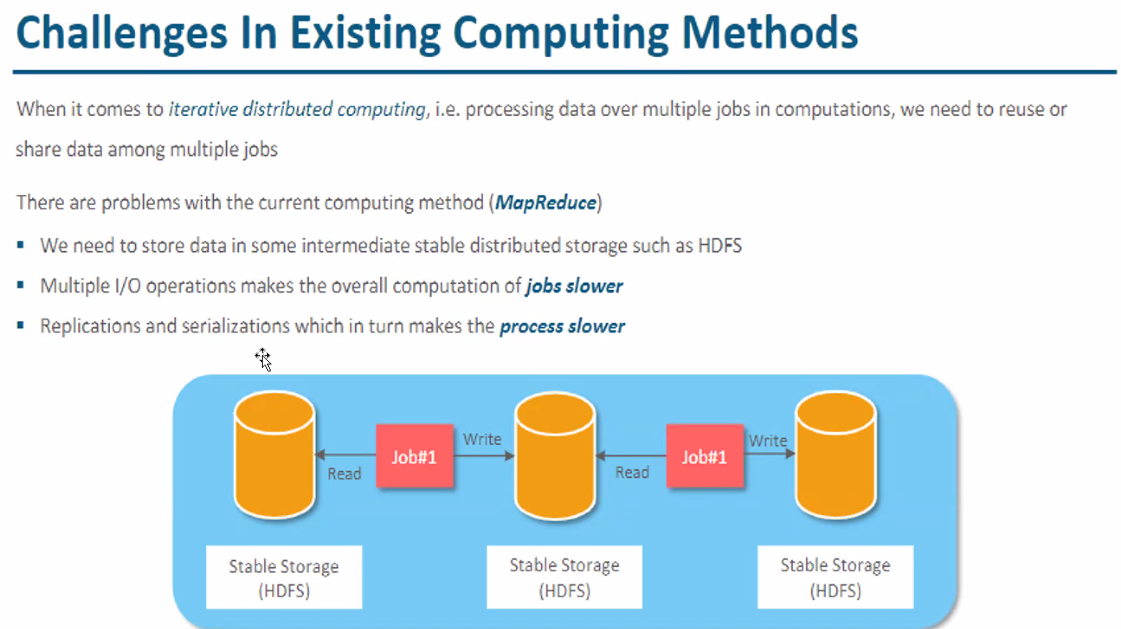 Challenges In Existing Computing Methods
When it comes to iterative distributed computing, i.e. processing data over multiple jobs in computations, we need to reuse or
share data among multiple jobs
There are problems with the current computing method (MapReduce)
▪ We need to store data in some intermediate stable distributed storage such as HDFS
▪ Multiple I/O operations makes the overall computation of jobs slower
▪ Replications and serializations which in turn makes the process slower
Job#1
Write
Read
Job#1
Write
Read
Stable Storage
(HDFS)
Stable Storage
(HDFS)
Stable Storage
(HDFS)